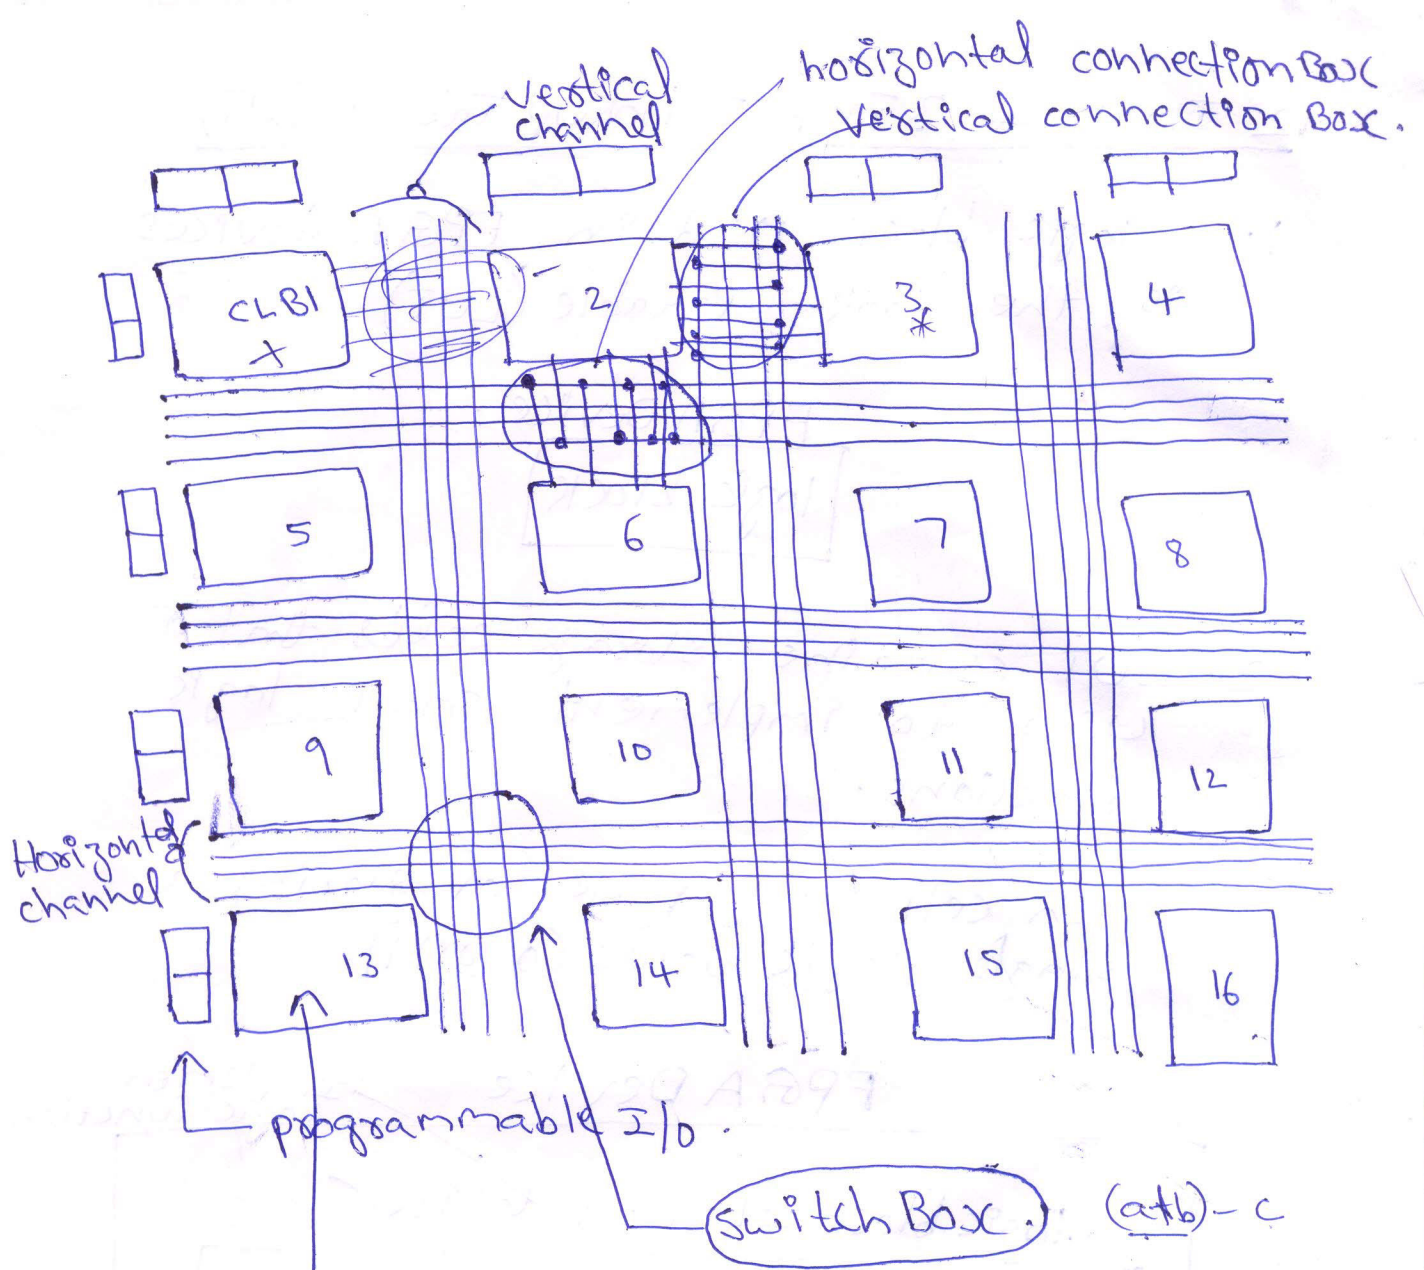 horizontal connection Box
vertical channel
vertical connection Box.
CLB1 2 3 4
x *
5 6 7 8
9 10 11 12
Horizontal
channel
13 14 15 16
programmable I/O.
switch Box. (a+b)-c